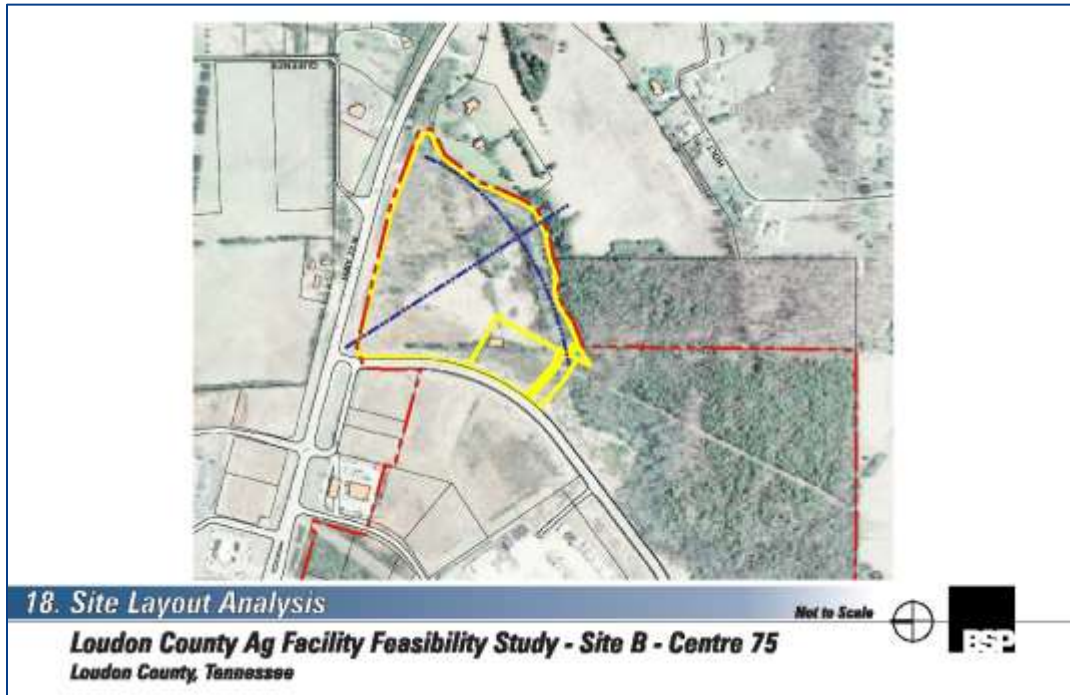 HOLT
18. Site Layout Analysis
Not to Scale
BSP
Loudon County Ag Facility Feasibility Study - Site B - Centre 75
Loudon County, Tennessee